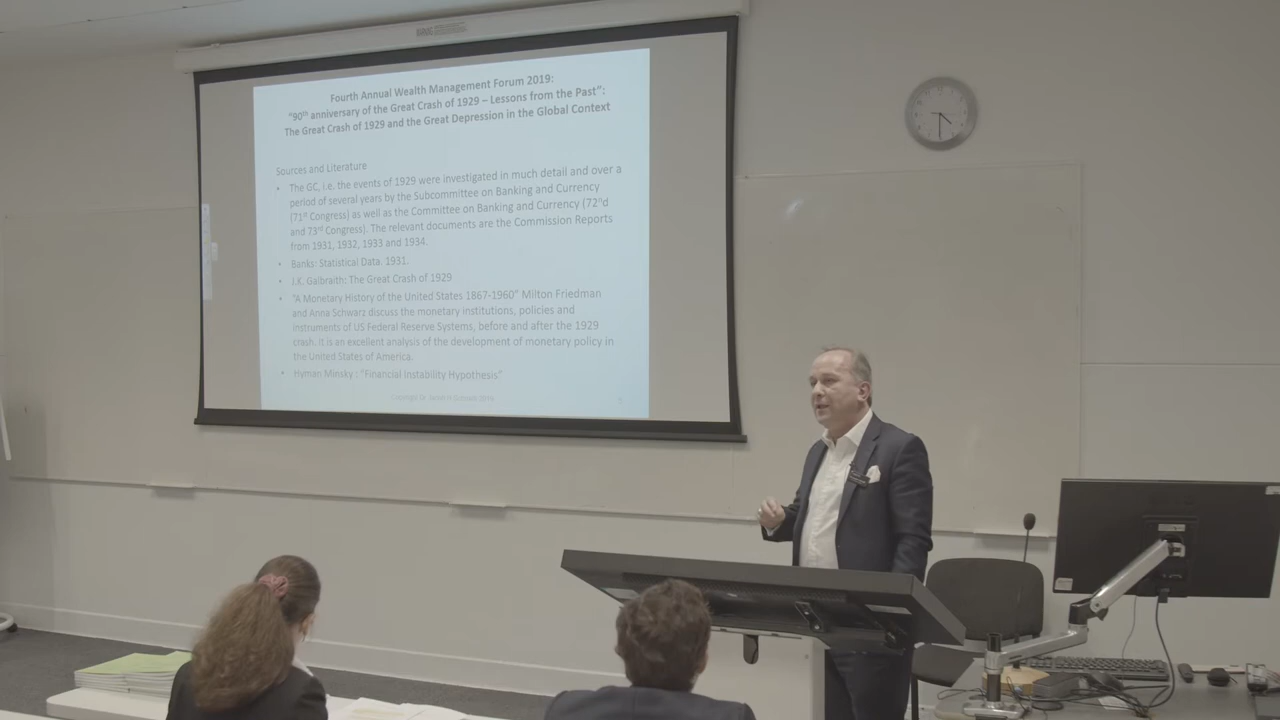 Fourth Annual Wealth Management Forum 2019:
"90th anniversary of the Great Crash of 1929 – Lessons from the Past":
The Great Crash of 1929 and the Great Depression in the Global Context
Sources and Literature
• The GC, i.e. the events of 1929 were investigated in much detail and over a
period of several years by the Subcommittee on Banking and Currency
(71st Congress) as well as the Committee on Banking and Currency (72nd
and 73rd Congress). The relevant documents are the Commission Reports
from 1931, 1932, 1933 and 1934.
• Banks: Statistical Data. 1931.
• J.K. Galbraith: The Great Crash of 1929
• "A Monetary History of the United States 1867-1960" Milton Friedman
and Anna Schwarz discuss the monetary institutions, policies and
instruments of US Federal Reserve Systems, before and after the 1929
crash. It is an excellent analysis of the development of monetary policy in
the United States of America.
• Hyman Minsky : "Financial Instability Hypothesis"